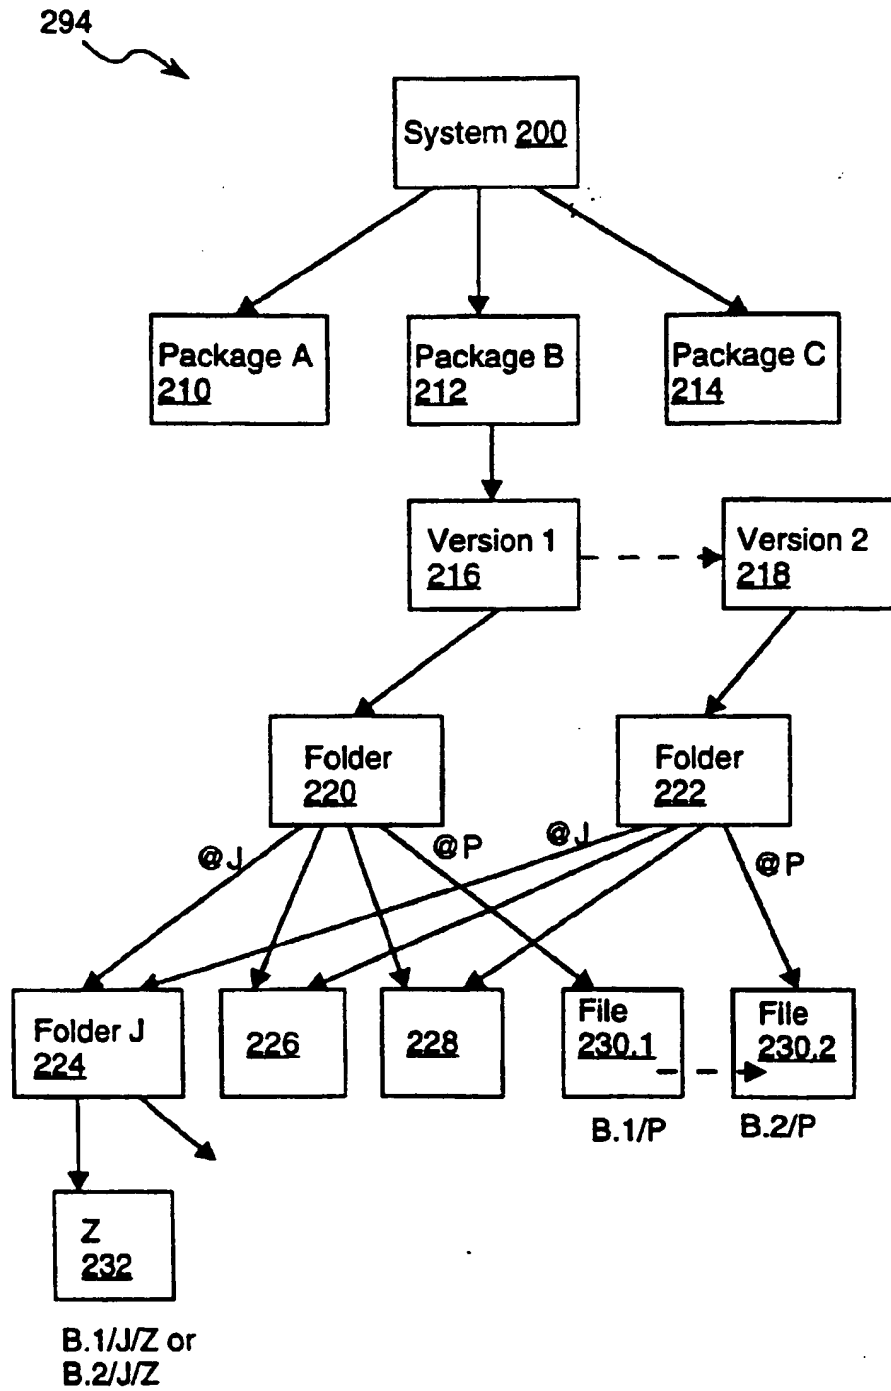 294
System 200
Package A
210
Package B
212
Package C
214
Version 1
216
Version 2
218
Folder
220
Folder
222
@J
@P
@J
@P
Folder J
224
226
228
File
230.1
File
230.2
B.1/P
B.2/P
Z
232
B.1/J/Z or
B.2/J/Z